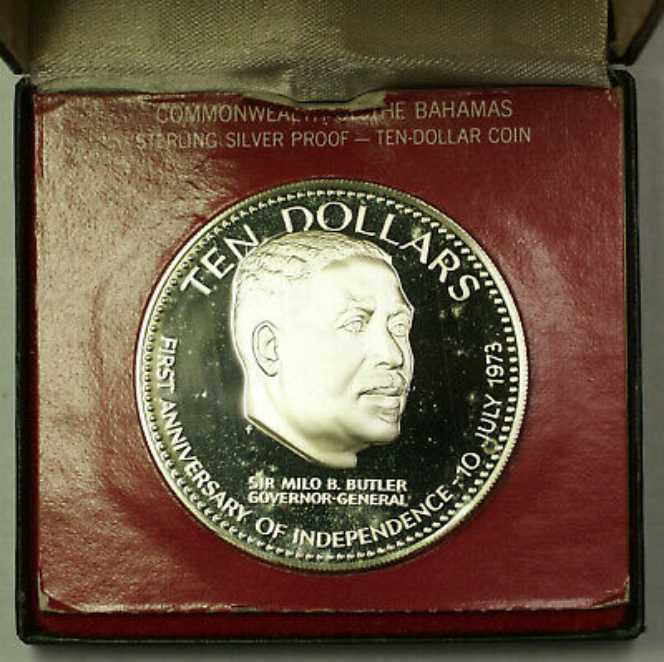 COMMONWEALTH OF THE BAHAMAS
STERLING SILVER PROOF — TEN-DOLLAR COIN
TEN DOLLARS
SIR MILO B. BUTLER
GOVERNOR-GENERAL
FIRST ANNIVERSARY OF INDEPENDENCE - 10 JULY 1973